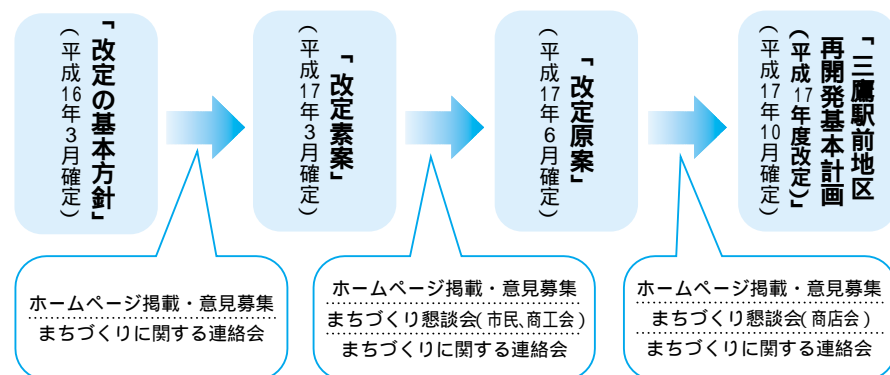 「改定の基本方針」
(平成16年3月確定)
「改定素案」
(平成17年3月確定)
「改定原案」
(平成17年6月確定)
「三鷹駅前地区
再開発基本計画
(平成17年度改定)」
(平成17年10月確定)
ホームページ掲載・意見募集
まちづくりに関する連絡会
ホームページ掲載・意見募集
まちづくり懇談会(市民、商工会)
まちづくりに関する連絡会
ホームページ掲載・意見募集
まちづくり懇談会(商店会)
まちづくりに関する連絡会